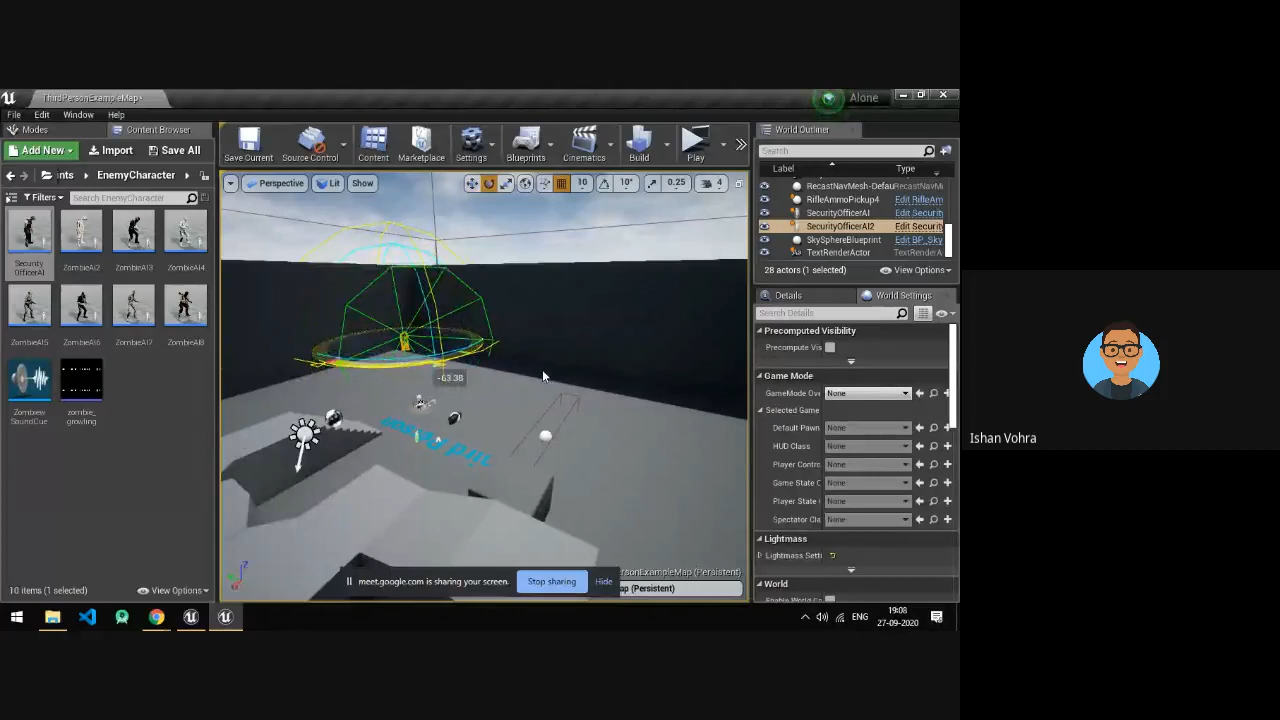 ThirdPersonExampleMap*
Alone
File Edit Window Help
Modes
Content Browser
Add New
Import
Save All
EnemyCharacter
Filters
Search EnemyCharacter
Security OfficerAI
ZombieAI2
ZombieAI3
ZombieAI4
ZombieAI5
ZombieAI6
ZombieAI7
ZombieAI8
Zombiew SoundCue
zombie_ growling
10 items (1 selected)
View Options
Save Current
Source Control
Content
Marketplace
Settings
Blueprints
Cinematics
Build
Play
Perspective
Lit
Show
10
10°
0.25
4
-63.38
Third Person
meet.google.com is sharing your screen.
Stop sharing
Hide
(Persistent)
(Persistent)
World Outliner
Search
Label
Type
RecastNavMesh-Defau
RifleAmmoPickup4
Edit RifleAm
SecurityOfficerAI
Edit Securit
SecurityOfficerAI2
Edit Securit
SkySphereBlueprint
Edit BP_Sky
TextRenderActor
28 actors (1 selected)
View Options
Details
World Settings
Search Details
Precomputed Visibility
Precompute Vis
Game Mode
GameMode Ove
None
Selected Game
Default Pawn
None
HUD Class
None
Player Contro
None
Game State C
None
Player State
None
Spectator Cla
None
Lightmass
Lightmass Setti
World
ENG
19:08
27-09-2020
Ishan Vohra